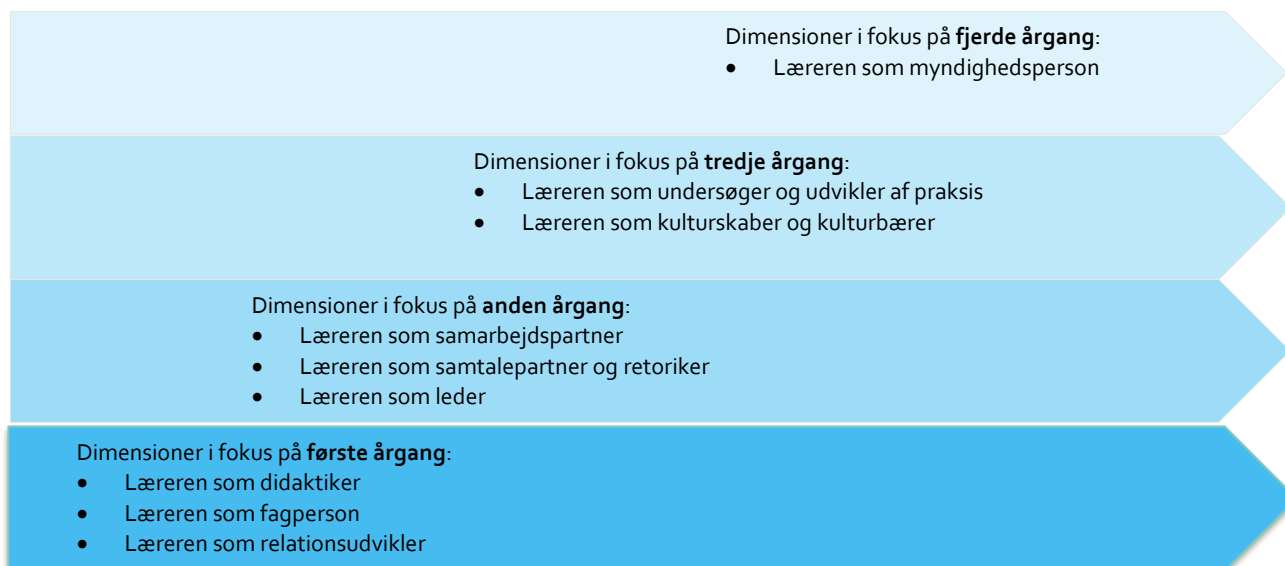 Dimensioner i fokus på fjerde årgang:
• Læreren som myndighedsperson
Dimensioner i fokus på tredje årgang:
• Læreren som undersøger og udvikler af praksis
• Læreren som kulturskaber og kulturbærer
Dimensioner i fokus på anden årgang:
• Læreren som samarbejdspartner
• Læreren som samtalepartner og retoriker
• Læreren som leder
Dimensioner i fokus på første årgang:
• Læreren som didaktiker
• Læreren som fagperson
• Læreren som relationsudvikler